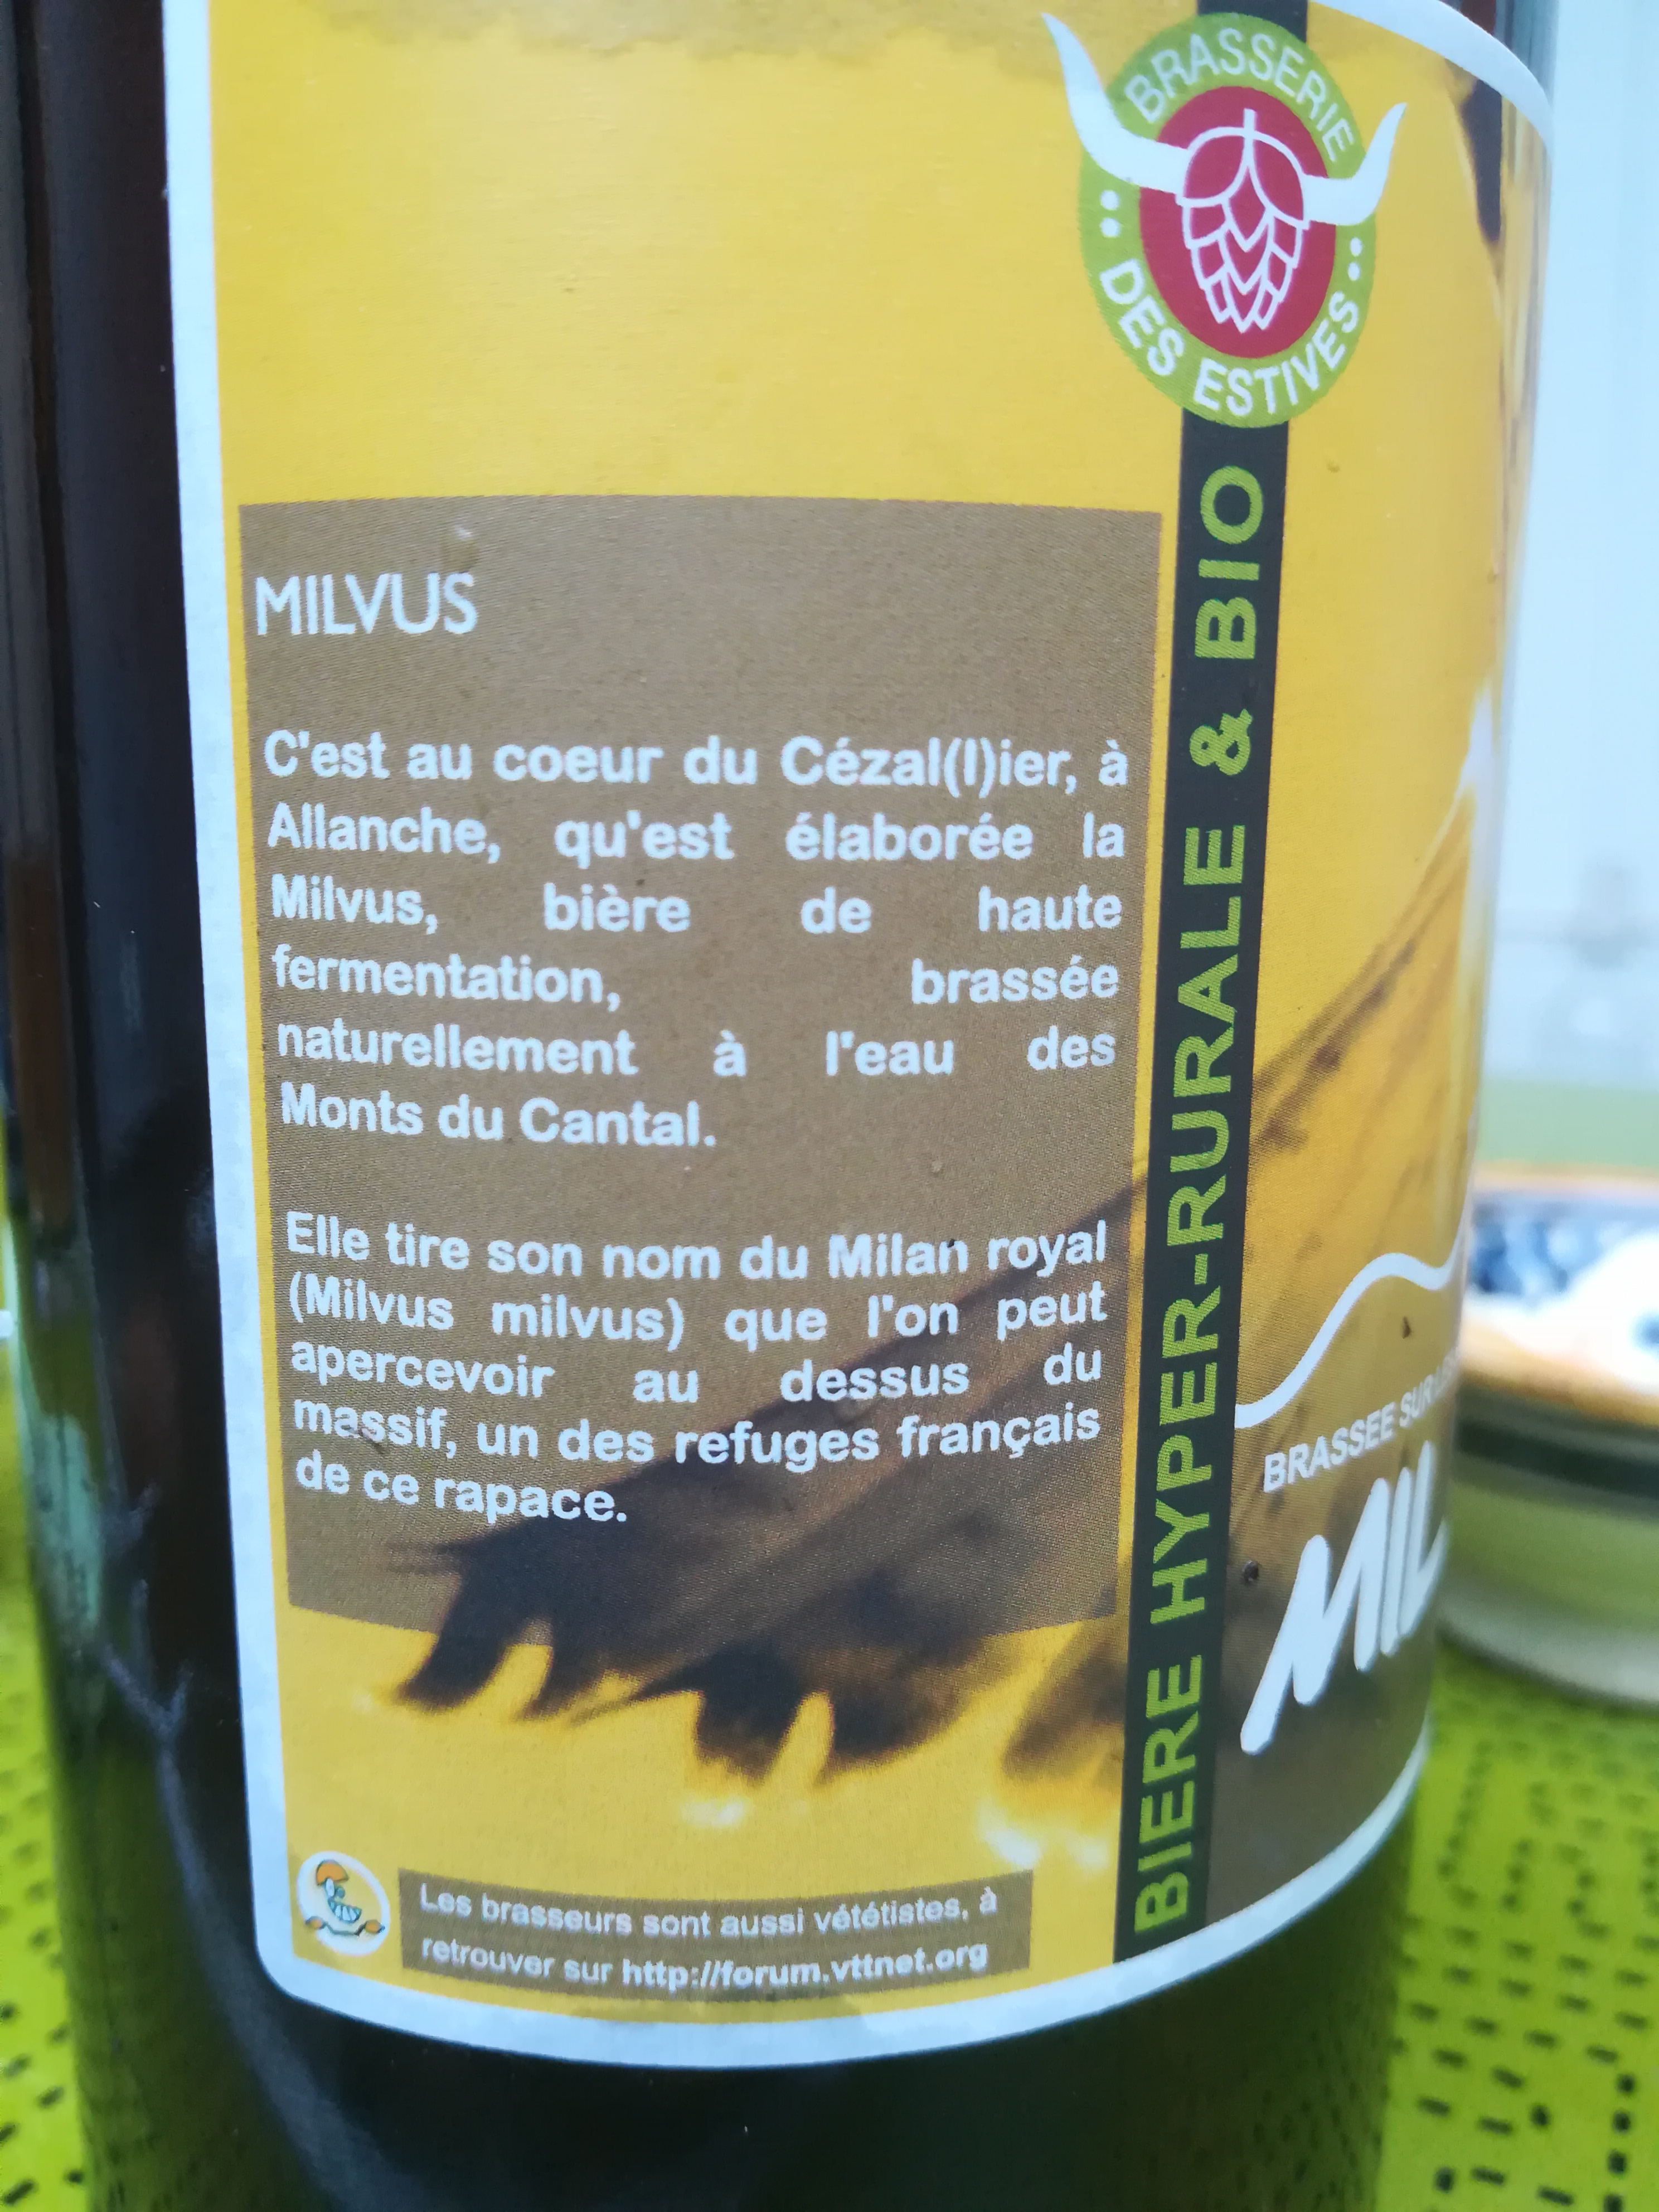 BRASSERIE
DES ESTIVES
MILVUS
C'est au coeur du Cézal(l)ier, à
Allanche, qu'est élaborée la
Milvus, bière de haute
fermentation, brassée
naturellement à l'eau des
Monts du Cantal.
Elle tire son nom du Milan royal
(Milvus milvus) que l'on peut
apercevoir au dessus du
massif, un des refuges français
de ce rapace.
Les brasseurs sont aussi vététistes, à
retrouver sur http://forum.vttnet.org
BIERE HYPER-RURALE & BIO
BRASSEE SUR
MIL